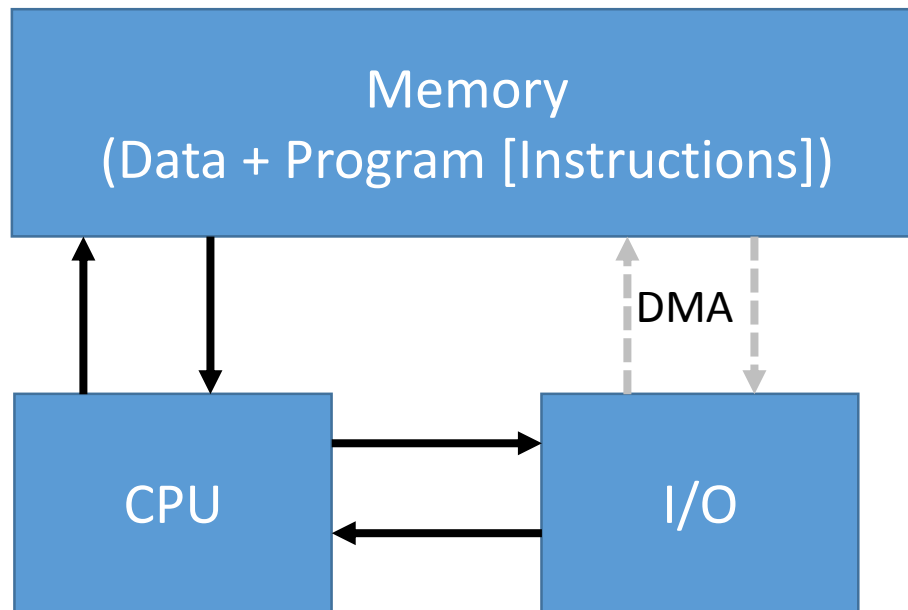 Memory
(Data + Program [Instructions])
DMA
CPU
I/O